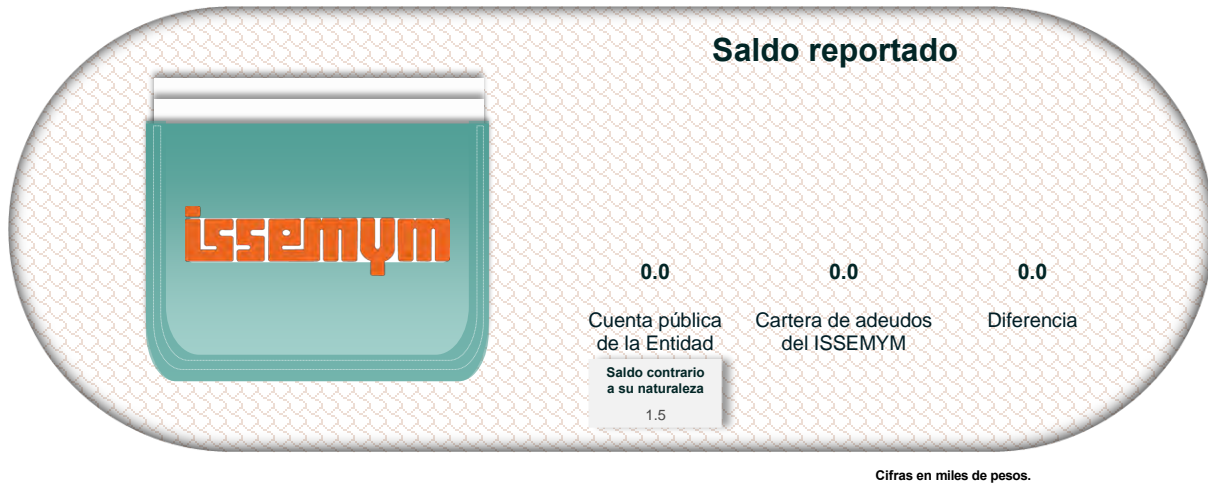 Saldo reportado
issemym
0.0
0.0
0.0
Cuenta pública
de la Entidad
Cartera de adeudos
del ISSEMYM
Diferencia
Saldo contrario
a su naturaleza
1.5
Cifras en miles de pesos.